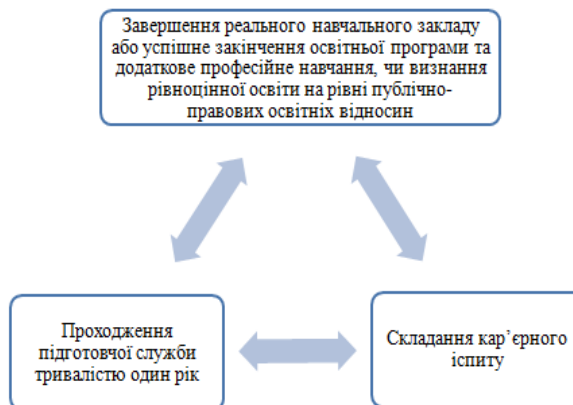 Завершення реального навчального закладу
або успішне закінчення освітньої програми та
додаткове професійне навчання, чи визнання
рівноцінної освіти на рівні публічно-
правових освітніх відносин
Проходження
підготовчої служби
тривалістю один рік
Складання кар’єрного
іспиту